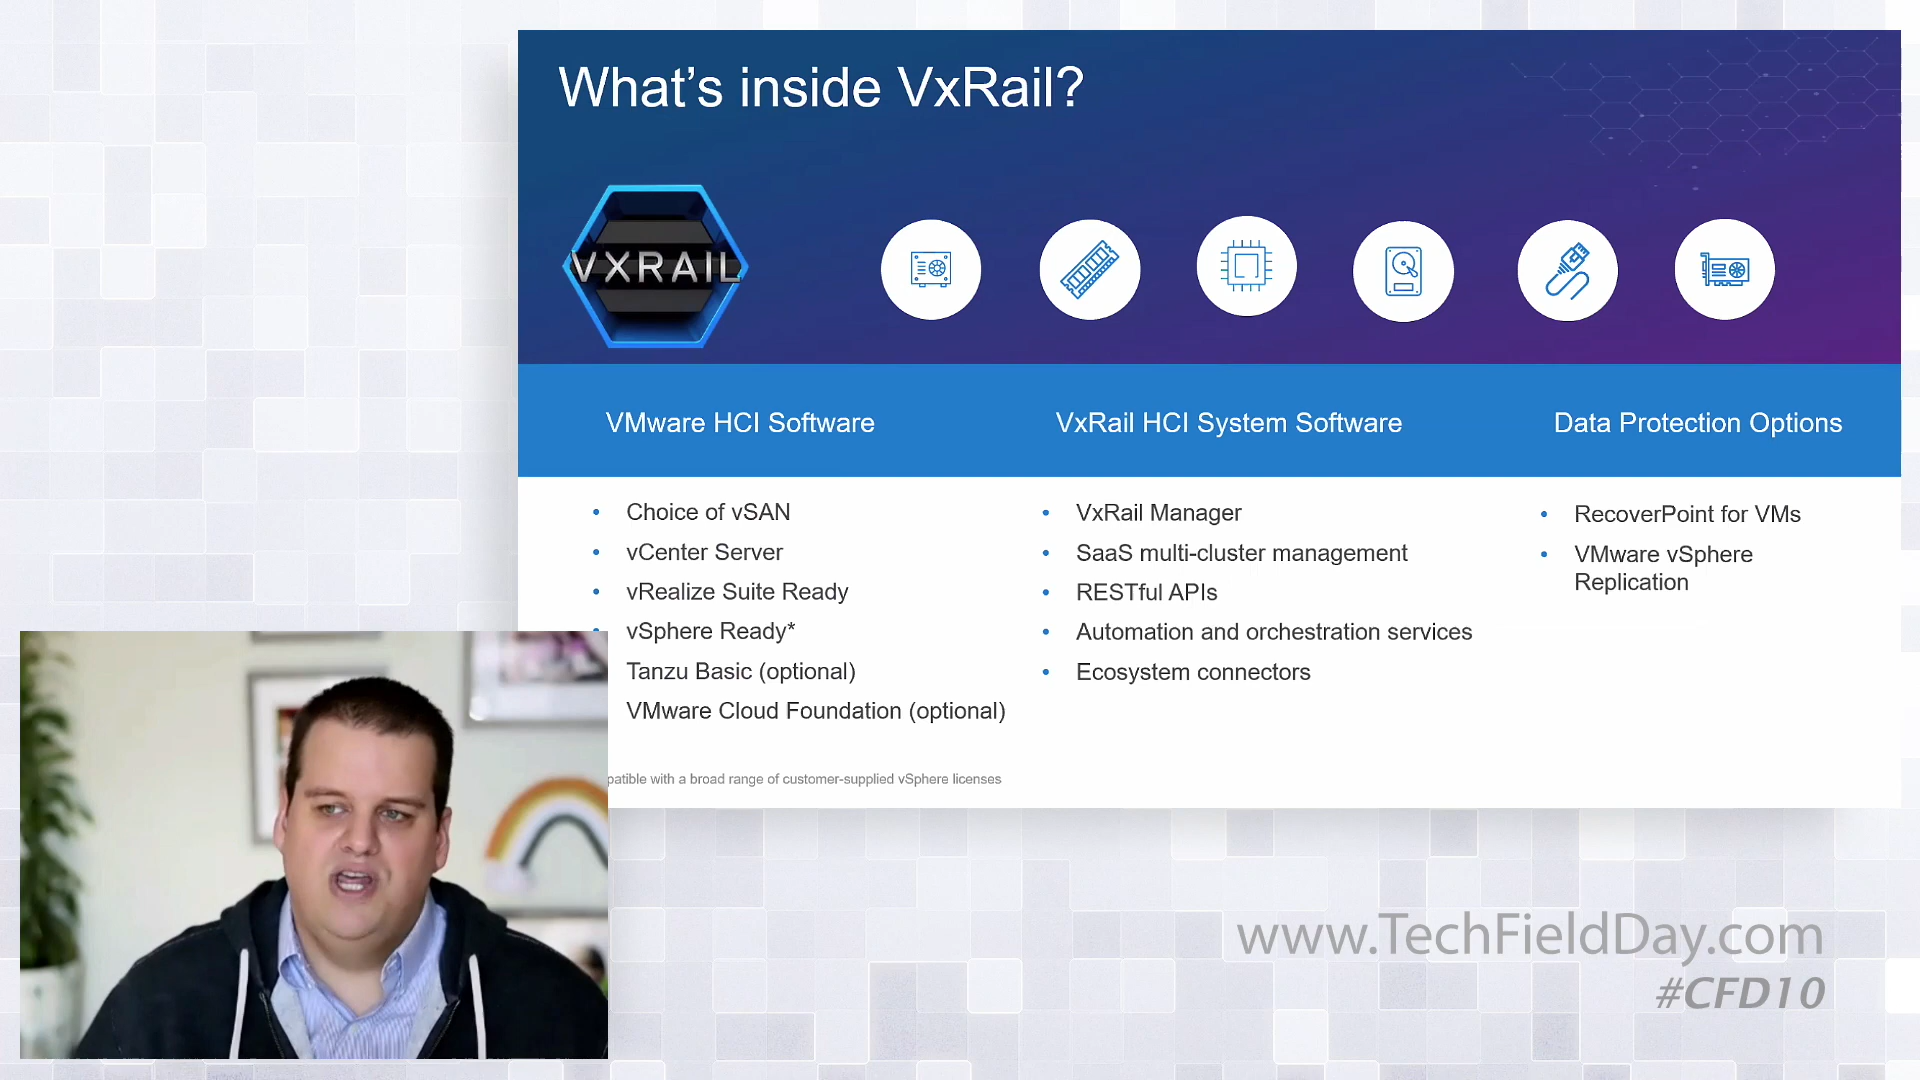 What's inside VxRail?
VXRAIL
VMware HCI Software
VxRail HCI System Software
Data Protection Options
• Choice of vSAN
• vCenter Server
• vRealize Suite Ready
• vSphere Ready*
Tanzu Basic (optional)
VMware Cloud Foundation (optional)
patible with a broad range of customer-supplied vSphere licenses
• VxRail Manager
• SaaS multi-cluster management
• RESTful APIs
• Automation and orchestration services
• Ecosystem connectors
• RecoverPoint for VMs
• VMware vSphere
Replication
www.TechFieldDay.com
#CFD10